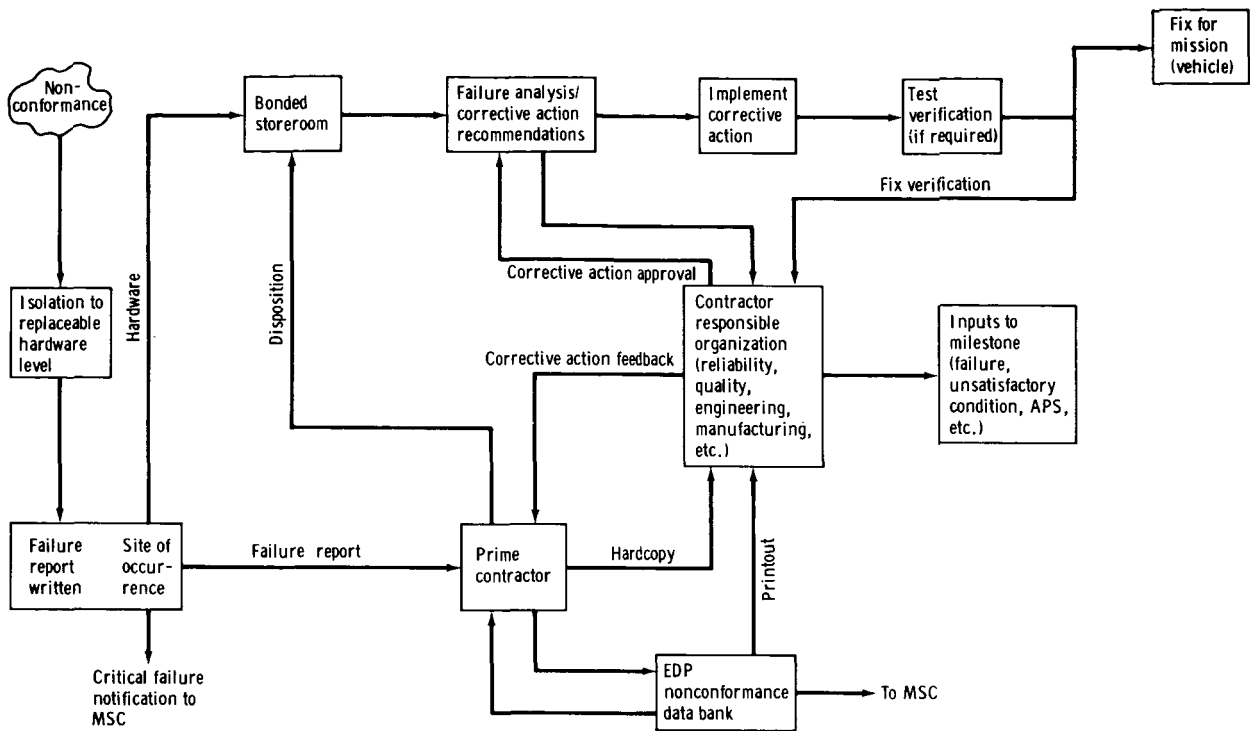 Fix for
mission
(vehicle)
Non-
conformance
Bonded
storeroom
Failure analysis/
corrective action
recommendations
Implement
corrective
action
Test
verification
(if required)
Fix verification
Hardware
Disposition
Corrective action approval
Isolation to
replaceable
hardware
level
Contractor
responsible
organization
(reliability,
quality,
engineering,
manufacturing,
etc.)
Inputs to
milestone
(failure,
unsatisfactory
condition, APS,
etc.)
Corrective action feedback
Failure
report
written
Site of
occur-
rence
Failure report
Prime
contractor
Hardcopy
Printout
Critical failure
notification to
MSC
EDP
nonconformance
data bank
To MSC